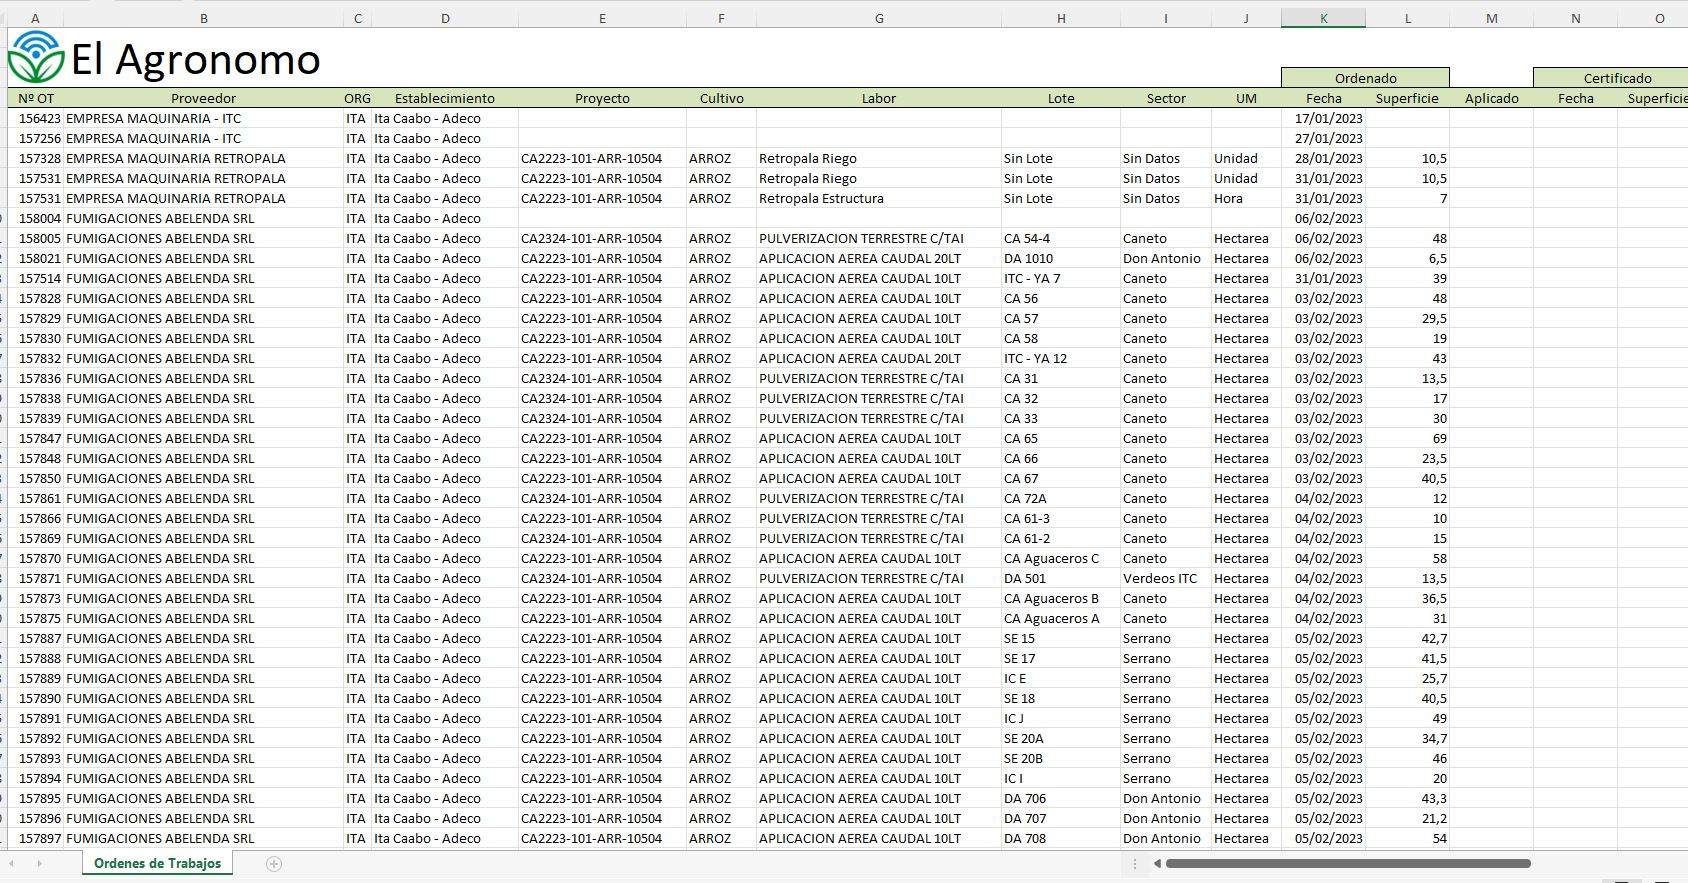 A B C D E F G H I J K L M N O
El Agronomo
Ordenado Certificado
Nº OT Proveedor ORG Establecimiento Proyecto Cultivo Labor Lote Sector UM Fecha Superficie Aplicado Fecha Superficie
156423 EMPRESA MAQUINARIA - ITC ITA Ita Caabo - Adeco 17/01/2023
157256 EMPRESA MAQUINARIA - ITC ITA Ita Caabo - Adeco 27/01/2023
157328 EMPRESA MAQUINARIA RETROPALA ITA Ita Caabo - Adeco CA2223-101-ARR-10504 ARROZ Retropala Riego Sin Lote Sin Datos Unidad 28/01/2023 10,5
157531 EMPRESA MAQUINARIA RETROPALA ITA Ita Caabo - Adeco CA2223-101-ARR-10504 ARROZ Retropala Riego Sin Lote Sin Datos Unidad 31/01/2023 10,5
157531 EMPRESA MAQUINARIA RETROPALA ITA Ita Caabo - Adeco CA2223-101-ARR-10504 ARROZ Retropala Estructura Sin Lote Sin Datos Hora 31/01/2023 7
158004 FUMIGACIONES ABELENDA SRL ITA Ita Caabo - Adeco 06/02/2023
158005 FUMIGACIONES ABELENDA SRL ITA Ita Caabo - Adeco CA2324-101-ARR-10504 ARROZ PULVERIZACION TERRESTRE C/TAI CA 54-4 Caneto Hectarea 06/02/2023 48
158021 FUMIGACIONES ABELENDA SRL ITA Ita Caabo - Adeco CA2223-101-ARR-10504 ARROZ APLICACION AEREA CAUDAL 20LT DA 1010 Don Antonio Hectarea 06/02/2023 6,5
157514 FUMIGACIONES ABELENDA SRL ITA Ita Caabo - Adeco CA2223-101-ARR-10504 ARROZ APLICACION AEREA CAUDAL 10LT ITC - YA 7 Caneto Hectarea 31/01/2023 39
157828 FUMIGACIONES ABELENDA SRL ITA Ita Caabo - Adeco CA2223-101-ARR-10504 ARROZ APLICACION AEREA CAUDAL 10LT CA 56 Caneto Hectarea 03/02/2023 48
157829 FUMIGACIONES ABELENDA SRL ITA Ita Caabo - Adeco CA2223-101-ARR-10504 ARROZ APLICACION AEREA CAUDAL 10LT CA 57 Caneto Hectarea 03/02/2023 29,5
157830 FUMIGACIONES ABELENDA SRL ITA Ita Caabo - Adeco CA2223-101-ARR-10504 ARROZ APLICACION AEREA CAUDAL 10LT CA 58 Caneto Hectarea 03/02/2023 19
157832 FUMIGACIONES ABELENDA SRL ITA Ita Caabo - Adeco CA2223-101-ARR-10504 ARROZ APLICACION AEREA CAUDAL 20LT ITC - YA 12 Caneto Hectarea 03/02/2023 43
157836 FUMIGACIONES ABELENDA SRL ITA Ita Caabo - Adeco CA2324-101-ARR-10504 ARROZ PULVERIZACION TERRESTRE C/TAI CA 31 Caneto Hectarea 03/02/2023 13,5
157838 FUMIGACIONES ABELENDA SRL ITA Ita Caabo - Adeco CA2324-101-ARR-10504 ARROZ PULVERIZACION TERRESTRE C/TAI CA 32 Caneto Hectarea 03/02/2023 17
157839 FUMIGACIONES ABELENDA SRL ITA Ita Caabo - Adeco CA2324-101-ARR-10504 ARROZ PULVERIZACION TERRESTRE C/TAI CA 33 Caneto Hectarea 03/02/2023 30
157847 FUMIGACIONES ABELENDA SRL ITA Ita Caabo - Adeco CA2223-101-ARR-10504 ARROZ APLICACION AEREA CAUDAL 10LT CA 65 Caneto Hectarea 03/02/2023 69
157848 FUMIGACIONES ABELENDA SRL ITA Ita Caabo - Adeco CA2223-101-ARR-10504 ARROZ APLICACION AEREA CAUDAL 10LT CA 66 Caneto Hectarea 03/02/2023 23,5
157850 FUMIGACIONES ABELENDA SRL ITA Ita Caabo - Adeco CA2223-101-ARR-10504 ARROZ APLICACION AEREA CAUDAL 10LT CA 67 Caneto Hectarea 03/02/2023 40,5
157861 FUMIGACIONES ABELENDA SRL ITA Ita Caabo - Adeco CA2324-101-ARR-10504 ARROZ PULVERIZACION TERRESTRE C/TAI CA 72A Caneto Hectarea 04/02/2023 12
157866 FUMIGACIONES ABELENDA SRL ITA Ita Caabo - Adeco CA2223-101-ARR-10504 ARROZ PULVERIZACION TERRESTRE C/TAI CA 61-3 Caneto Hectarea 04/02/2023 10
157869 FUMIGACIONES ABELENDA SRL ITA Ita Caabo - Adeco CA2324-101-ARR-10504 ARROZ PULVERIZACION TERRESTRE C/TAI CA 61-2 Caneto Hectarea 04/02/2023 15
157870 FUMIGACIONES ABELENDA SRL ITA Ita Caabo - Adeco CA2223-101-ARR-10504 ARROZ APLICACION AEREA CAUDAL 10LT CA Aguaceros C Caneto Hectarea 04/02/2023 58
157871 FUMIGACIONES ABELENDA SRL ITA Ita Caabo - Adeco CA2324-101-ARR-10504 ARROZ PULVERIZACION TERRESTRE C/TAI DA 501 Verdeos ITC Hectarea 04/02/2023 13,5
157873 FUMIGACIONES ABELENDA SRL ITA Ita Caabo - Adeco CA2223-101-ARR-10504 ARROZ APLICACION AEREA CAUDAL 10LT CA Aguaceros B Caneto Hectarea 04/02/2023 36,5
157875 FUMIGACIONES ABELENDA SRL ITA Ita Caabo - Adeco CA2223-101-ARR-10504 ARROZ APLICACION AEREA CAUDAL 10LT CA Aguaceros A Caneto Hectarea 04/02/2023 31
157887 FUMIGACIONES ABELENDA SRL ITA Ita Caabo - Adeco CA2223-101-ARR-10504 ARROZ APLICACION AEREA CAUDAL 10LT SE 15 Serrano Hectarea 05/02/2023 42,7
157888 FUMIGACIONES ABELENDA SRL ITA Ita Caabo - Adeco CA2223-101-ARR-10504 ARROZ APLICACION AEREA CAUDAL 10LT SE 17 Serrano Hectarea 05/02/2023 41,5
157889 FUMIGACIONES ABELENDA SRL ITA Ita Caabo - Adeco CA2223-101-ARR-10504 ARROZ APLICACION AEREA CAUDAL 10LT IC E Serrano Hectarea 05/02/2023 25,7
157890 FUMIGACIONES ABELENDA SRL ITA Ita Caabo - Adeco CA2223-101-ARR-10504 ARROZ APLICACION AEREA CAUDAL 10LT SE 18 Serrano Hectarea 05/02/2023 40,5
157891 FUMIGACIONES ABELENDA SRL ITA Ita Caabo - Adeco CA2223-101-ARR-10504 ARROZ APLICACION AEREA CAUDAL 10LT IC J Serrano Hectarea 05/02/2023 49
157892 FUMIGACIONES ABELENDA SRL ITA Ita Caabo - Adeco CA2223-101-ARR-10504 ARROZ APLICACION AEREA CAUDAL 10LT SE 20A Serrano Hectarea 05/02/2023 34,7
157893 FUMIGACIONES ABELENDA SRL ITA Ita Caabo - Adeco CA2223-101-ARR-10504 ARROZ APLICACION AEREA CAUDAL 10LT SE 20B Serrano Hectarea 05/02/2023 46
157894 FUMIGACIONES ABELENDA SRL ITA Ita Caabo - Adeco CA2223-101-ARR-10504 ARROZ APLICACION AEREA CAUDAL 10LT IC I Serrano Hectarea 05/02/2023 20
157895 FUMIGACIONES ABELENDA SRL ITA Ita Caabo - Adeco CA2223-101-ARR-10504 ARROZ APLICACION AEREA CAUDAL 10LT DA 706 Don Antonio Hectarea 05/02/2023 43,3
157896 FUMIGACIONES ABELENDA SRL ITA Ita Caabo - Adeco CA2223-101-ARR-10504 ARROZ APLICACION AEREA CAUDAL 10LT DA 707 Don Antonio Hectarea 05/02/2023 21,2
157897 FUMIGACIONES ABELENDA SRL ITA Ita Caabo - Adeco CA2223-101-ARR-10504 ARROZ APLICACION AEREA CAUDAL 10LT DA 708 Don Antonio Hectarea 05/02/2023 54
Ordenes de Trabajos